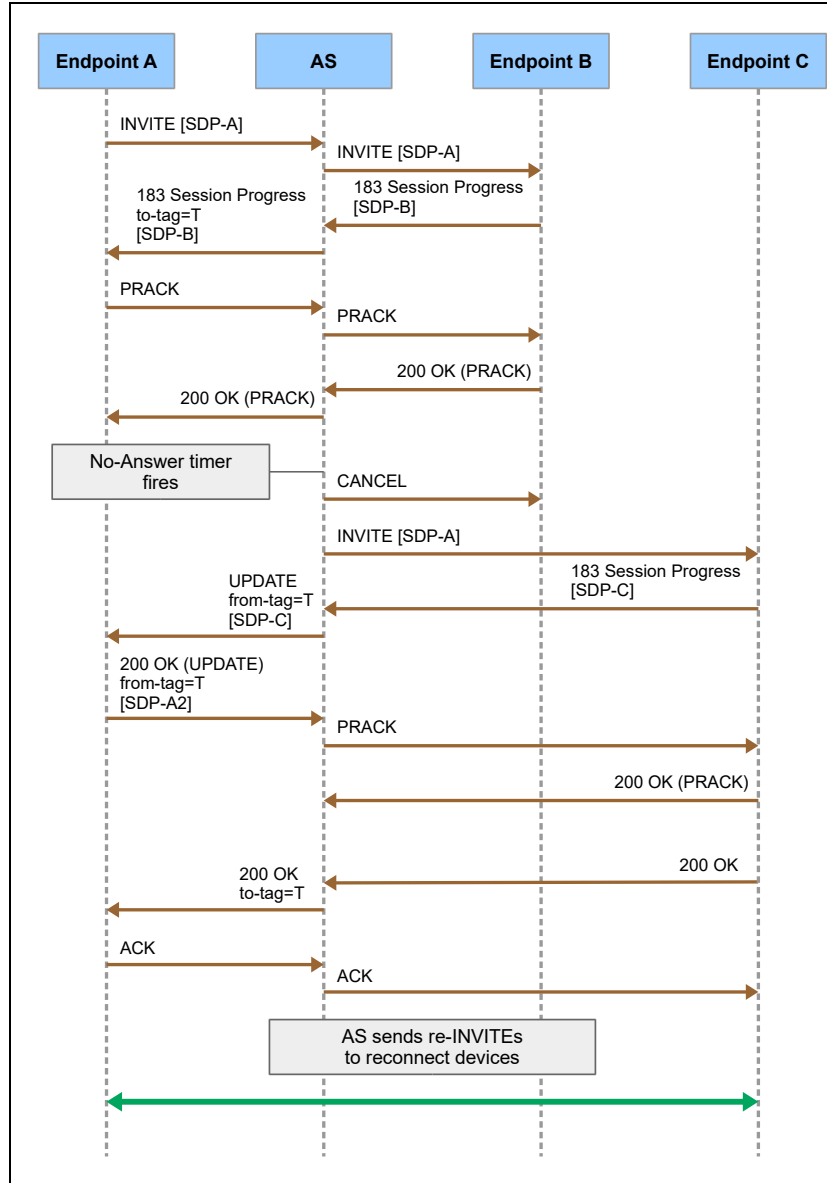 Endpoint A
AS
Endpoint B
Endpoint C
INVITE [SDP-A]
INVITE [SDP-A]
183 Session Progress
[SDP-B]
183 Session Progress
to-tag=T
[SDP-B]
PRACK
PRACK
200 OK (PRACK)
200 OK (PRACK)
No-Answer timer
fires
CANCEL
INVITE [SDP-A]
183 Session Progress
[SDP-C]
UPDATE
from-tag=T
[SDP-C]
200 OK (UPDATE)
from-tag=T
[SDP-A2]
PRACK
200 OK (PRACK)
200 OK
200 OK
to-tag=T
ACK
ACK
AS sends re-INVITEs
to reconnect devices